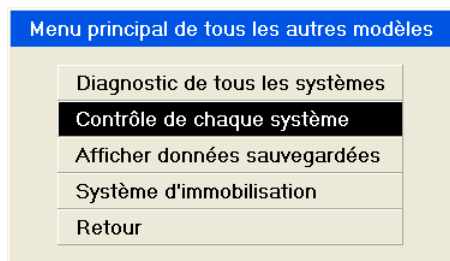 Menu principal de tous les autres modèles
Diagnostic de tous les systèmes
Contrôle de chaque système
Afficher données sauvegardées
Système d'immobilisation
Retour